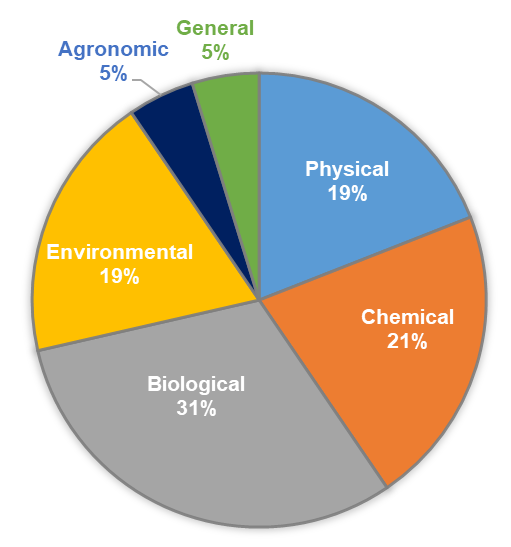 General
5%
Agronomic
5%
Physical
19%
Environmental
19%
Chemical
21%
Biological
31%